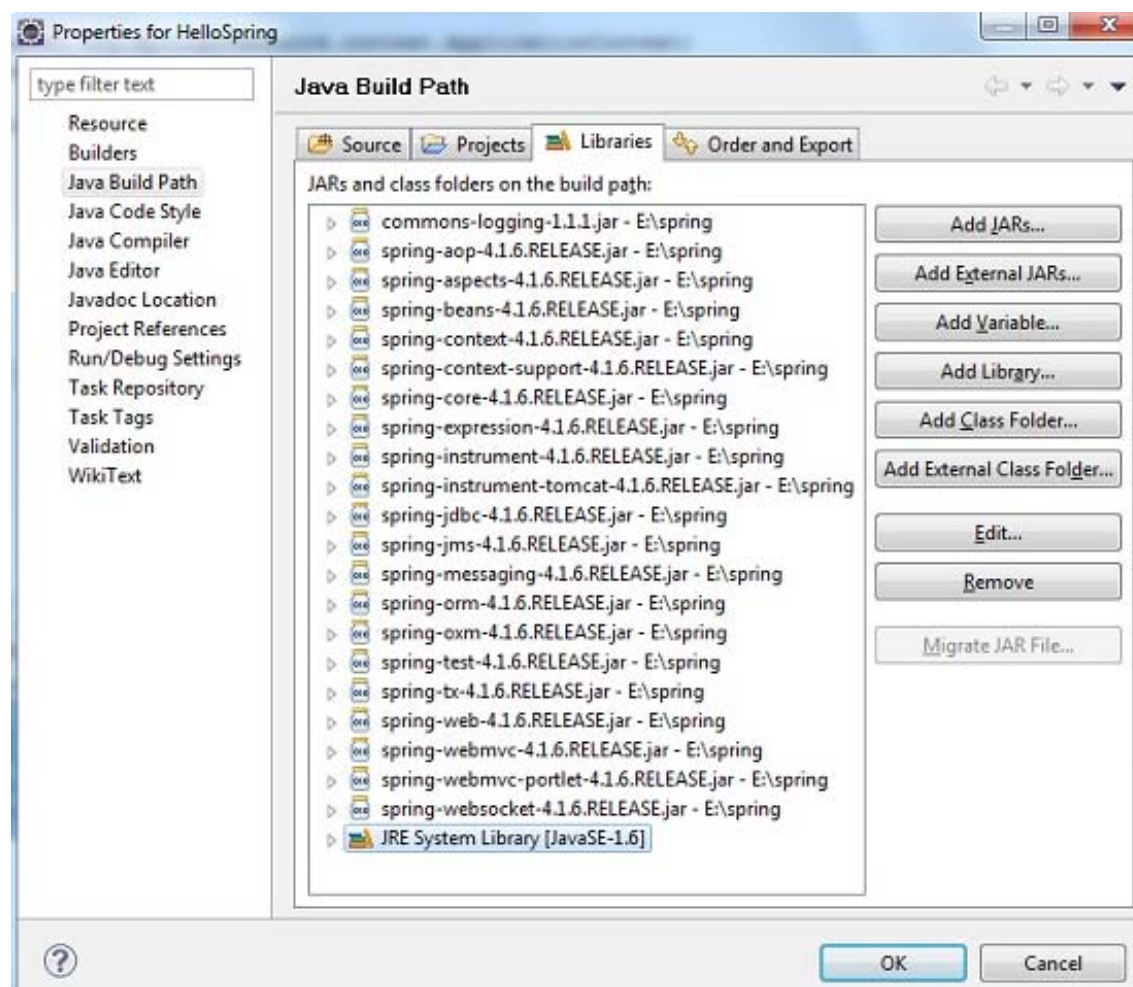 Properties for HelloSpring
type filter text
Resource
Builders
Java Build Path
Java Code Style
Java Compiler
Java Editor
Javadoc Location
Project References
Run/Debug Settings
Task Repository
Task Tags
Validation
WikiText
Java Build Path
Source Projects Libraries Order and Export
JARs and class folders on the build path:
commons-logging-1.1.1.jar - E:\spring
spring-aop-4.1.6.RELEASE.jar - E:\spring
spring-aspects-4.1.6.RELEASE.jar - E:\spring
spring-beans-4.1.6.RELEASE.jar - E:\spring
spring-context-4.1.6.RELEASE.jar - E:\spring
spring-context-support-4.1.6.RELEASE.jar - E:\spring
spring-core-4.1.6.RELEASE.jar - E:\spring
spring-expression-4.1.6.RELEASE.jar - E:\spring
spring-instrument-4.1.6.RELEASE.jar - E:\spring
spring-instrument-tomcat-4.1.6.RELEASE.jar - E:\spring
spring-jdbc-4.1.6.RELEASE.jar - E:\spring
spring-jms-4.1.6.RELEASE.jar - E:\spring
spring-messaging-4.1.6.RELEASE.jar - E:\spring
spring-orm-4.1.6.RELEASE.jar - E:\spring
spring-oxm-4.1.6.RELEASE.jar - E:\spring
spring-test-4.1.6.RELEASE.jar - E:\spring
spring-tx-4.1.6.RELEASE.jar - E:\spring
spring-web-4.1.6.RELEASE.jar - E:\spring
spring-webmvc-4.1.6.RELEASE.jar - E:\spring
spring-webmvc-portlet-4.1.6.RELEASE.jar - E:\spring
spring-websocket-4.1.6.RELEASE.jar - E:\spring
JRE System Library [JavaSE-1.6]
Add JARs...
Add External JARs...
Add Variable...
Add Library...
Add Class Folder...
Add External Class Folder...
Edit...
Remove
Migrate JAR File...
OK
Cancel